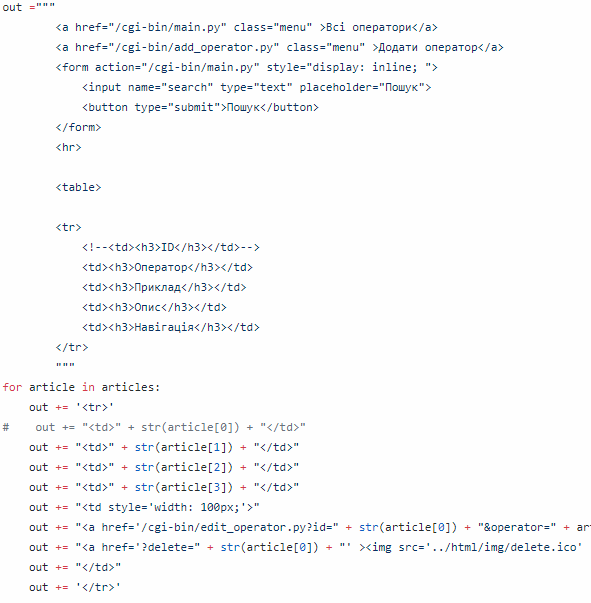 out ="""
<a href="/cgi-bin/main.py" class="menu" >Всі оператори</a>
<a href="/cgi-bin/add_operator.py" class="menu" >Додати оператор</a>
<form action="/cgi-bin/main.py" style="display: inline; ">
<input name="search" type="text" placeholder="Пошук">
<button type="submit">Пошук</button>
</form>
<hr>
<table>
<tr>
<!--<td><h3>ID</h3></td>-->
<td><h3>Оператор</h3></td>
<td><h3>Приклад</h3></td>
<td><h3>Опис</h3></td>
<td><h3>Навігація</h3></td>
</tr>
"""
for article in articles:
out += '<tr>'
# out += "<td>" + str(article[0]) + "</td>"
out += "<td>" + str(article[1]) + "</td>"
out += "<td>" + str(article[2]) + "</td>"
out += "<td>" + str(article[3]) + "</td>"
out += "<td style='width: 100px;'>"
out += "<a href='/cgi-bin/edit_operator.py?id=" + str(article[0]) + "&operator=" + ar
out += "<a href='?delete=" + str(article[0]) + "' ><img src='../html/img/delete.ico'
out += "</td>"
out += '</tr>'